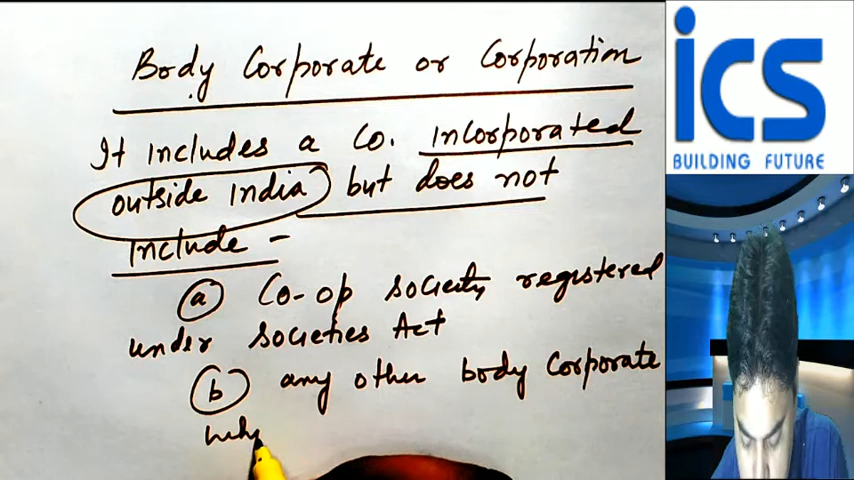 Body Corporate or Corporation
It includes a Co. incorporated
outside India but does not
include -
(a) Co-op society registered
under societies Act
(b) any other body Corporate
ics
BUILDING FUTURE